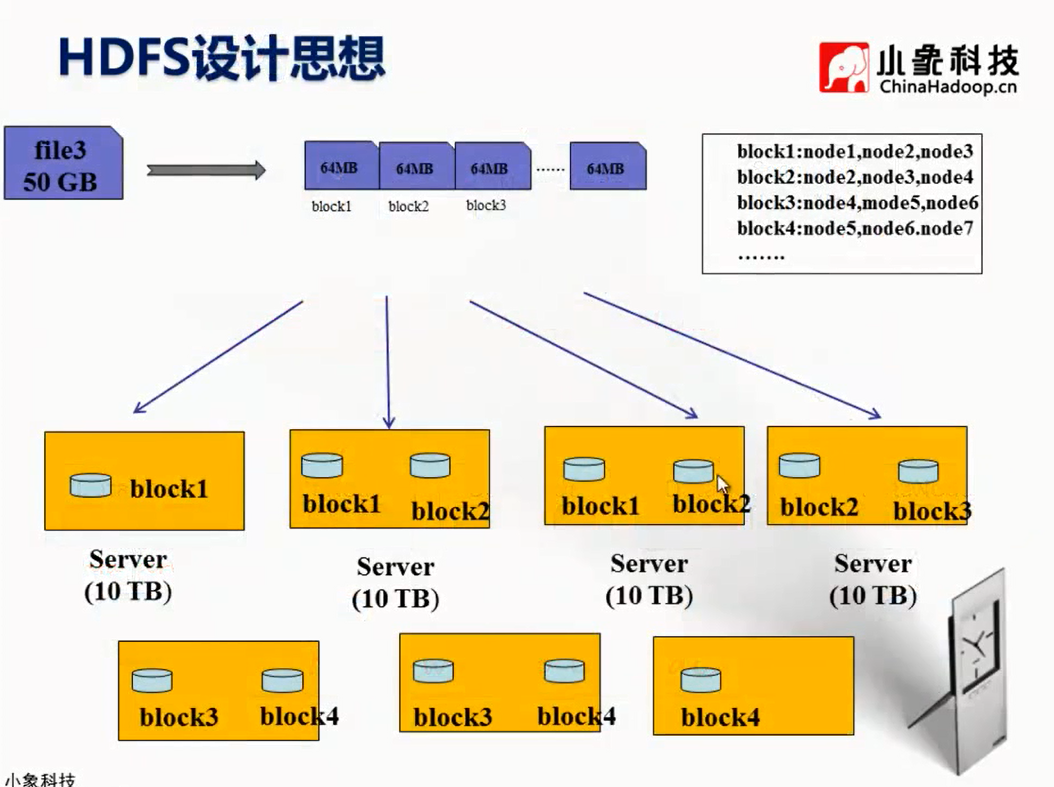 HDFS设计思想
小象科技
ChinaHadoop.cn
file3
50 GB
64MB
64MB
64MB
......
64MB
block1
block2
block3
block1:node1,node2,node3
block2:node2,node3,node4
block3:node4,mode5,node6
block4:node5,node6.node7
.......
block1
block1
block2
block1
block2
block2
block3
Server
(10 TB)
Server
(10 TB)
Server
(10 TB)
Server
(10 TB)
block3
block4
block3
block4
block4
小象科技